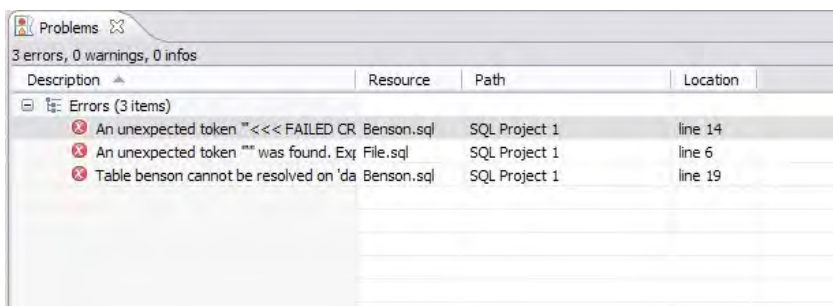 Problems
3 errors, 0 warnings, 0 infos
Description Resource Path Location
Errors (3 items)
An unexpected token "<<< FAILED CR Benson.sql SQL Project 1 line 14
An unexpected token "" was found. Exp File.sql SQL Project 1 line 6
Table benson cannot be resolved on 'da Benson.sql SQL Project 1 line 19